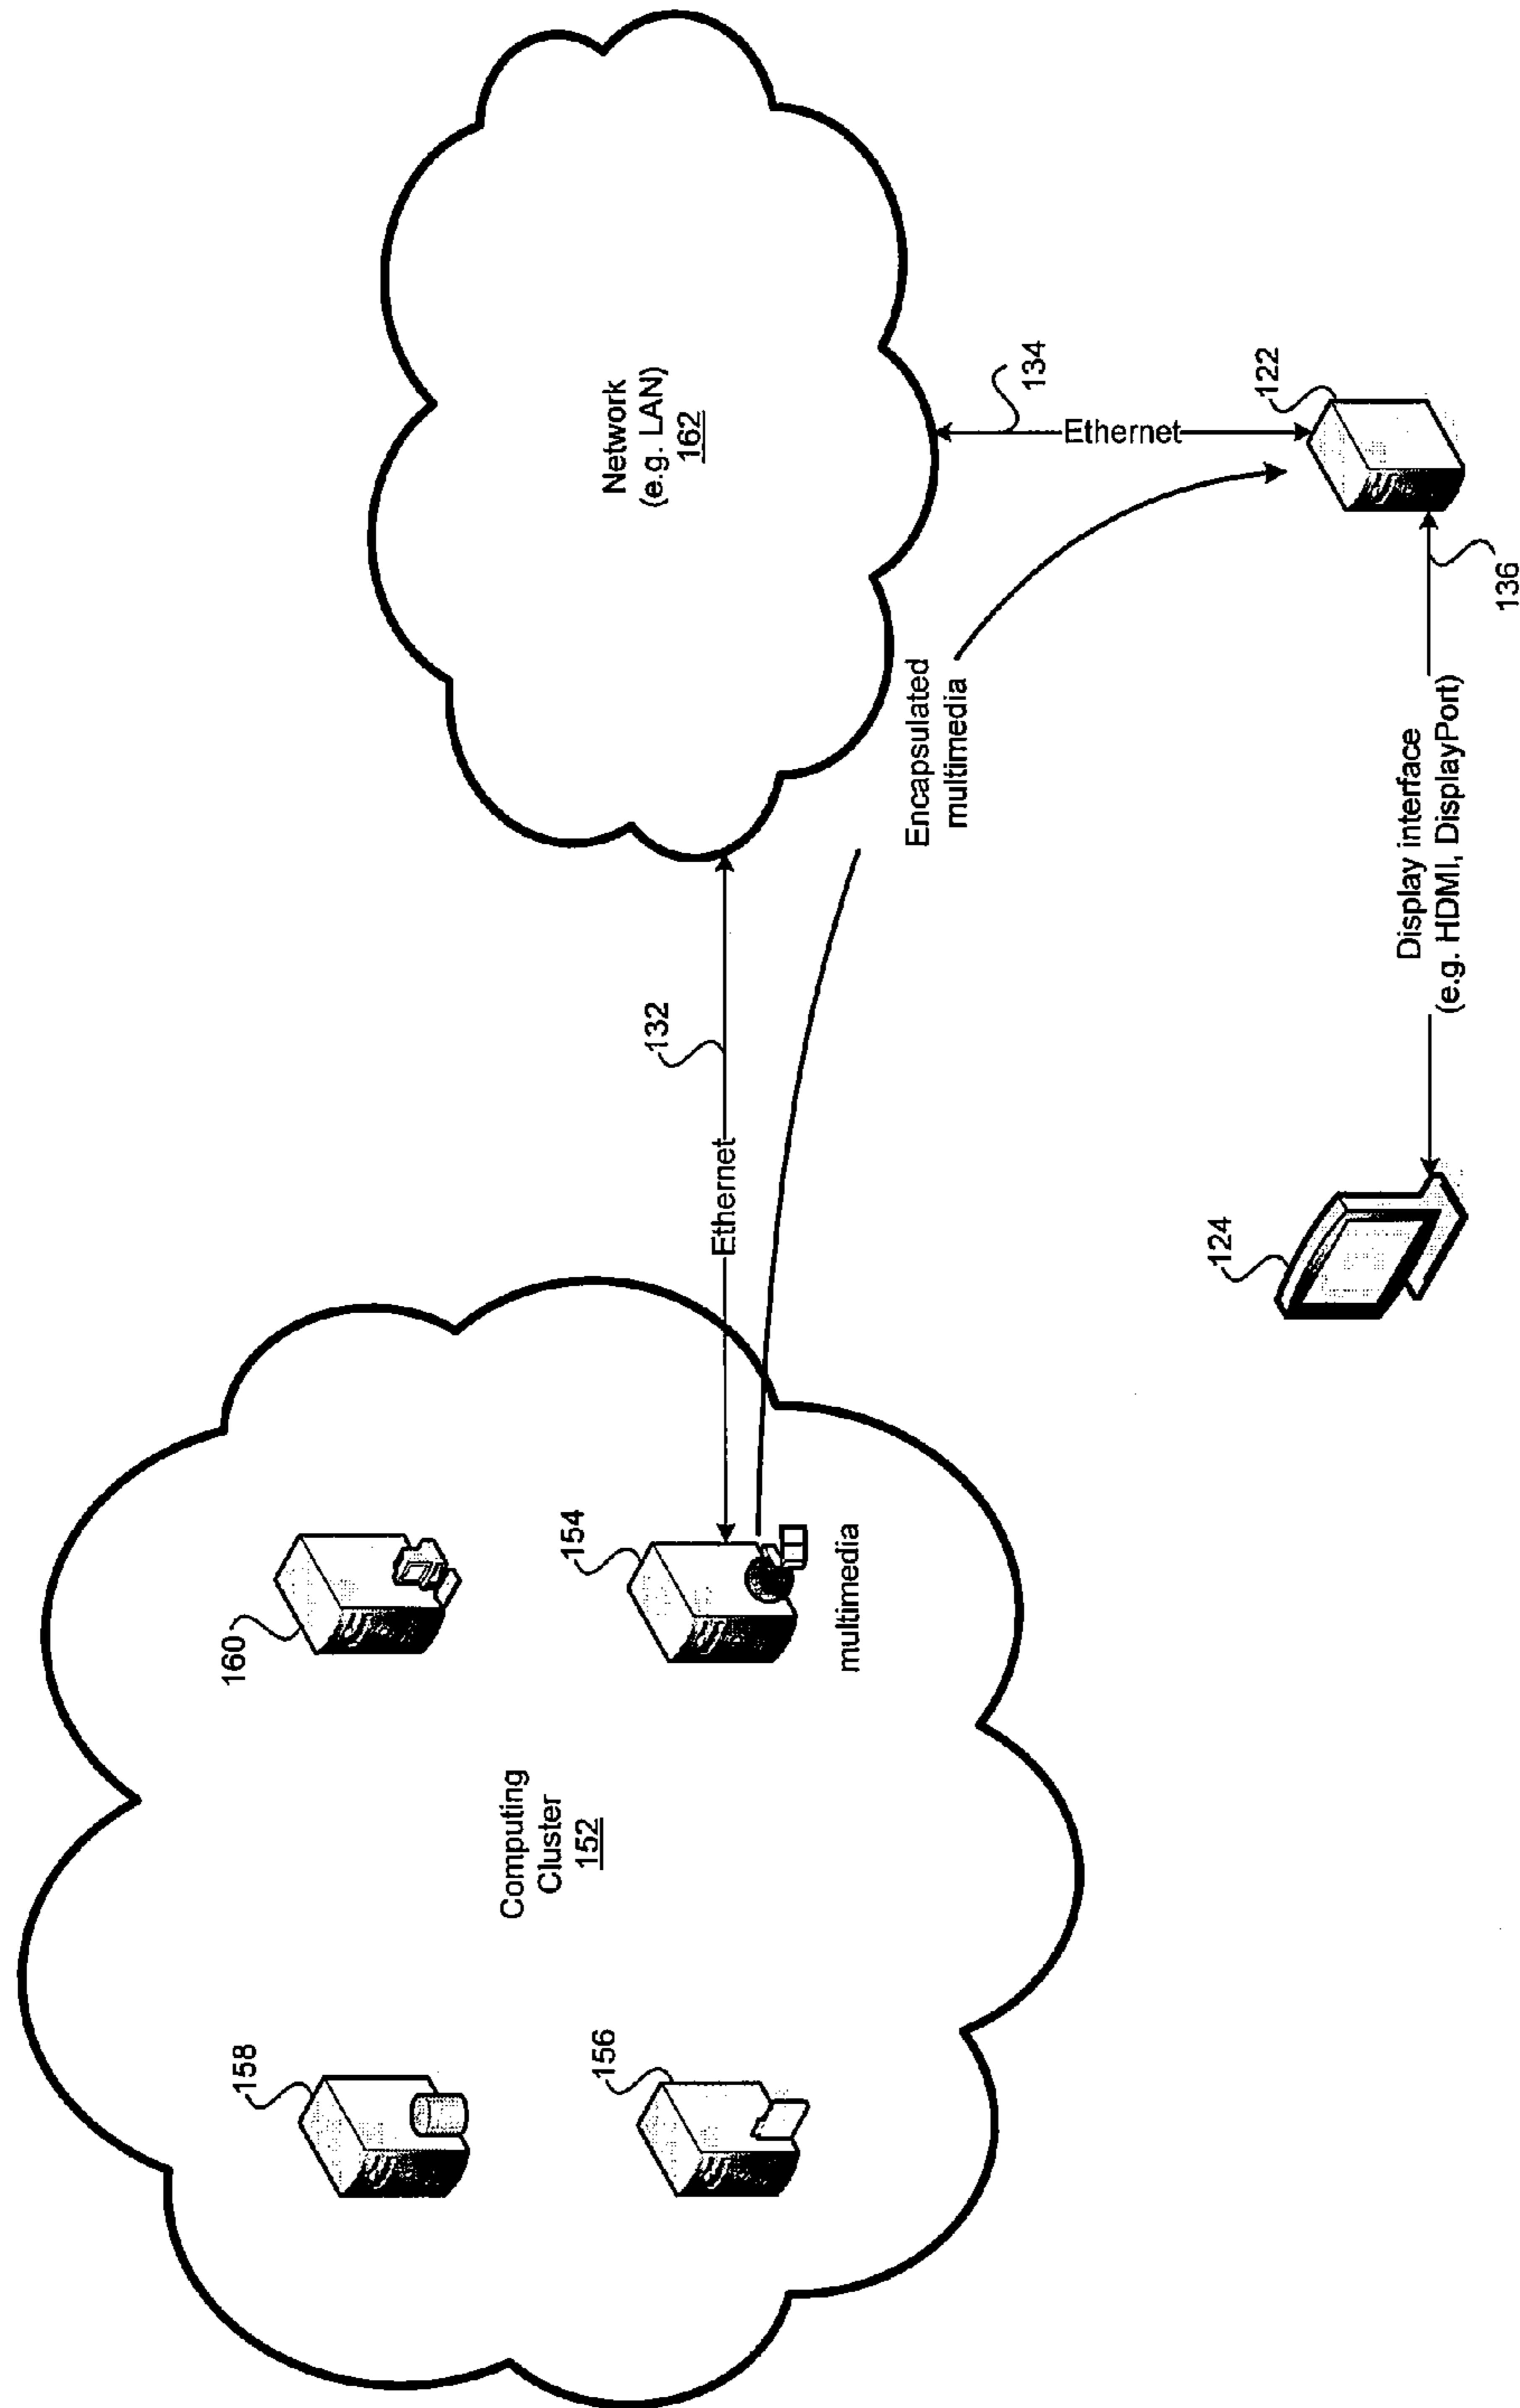 158
160
Computing
Cluster
152
156
154
multimedia
Ethernet
132
Network
(e.g. LAN)
162
Encapsulated
multimedia
134
Ethernet
124
122
Display interface
(e.g. HDMI, DisplayPort)
136